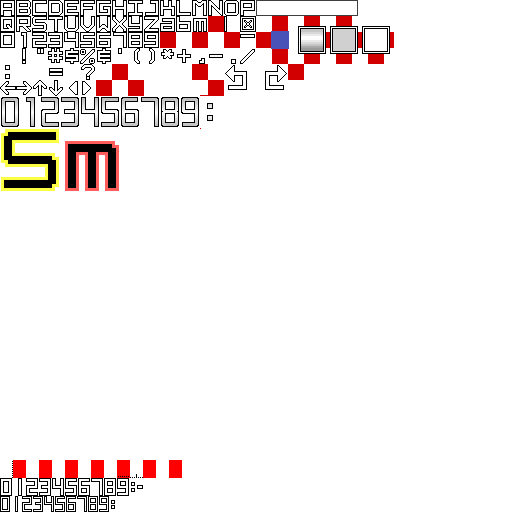 ABCDEFGHIJKLMNOP
QRSTUVWXYZabm
0123456789
! "#$%&'()*+,-./
: = ?
←→↑↓◁▷
0123456789:
Sm
0123456789:-
0123456789: